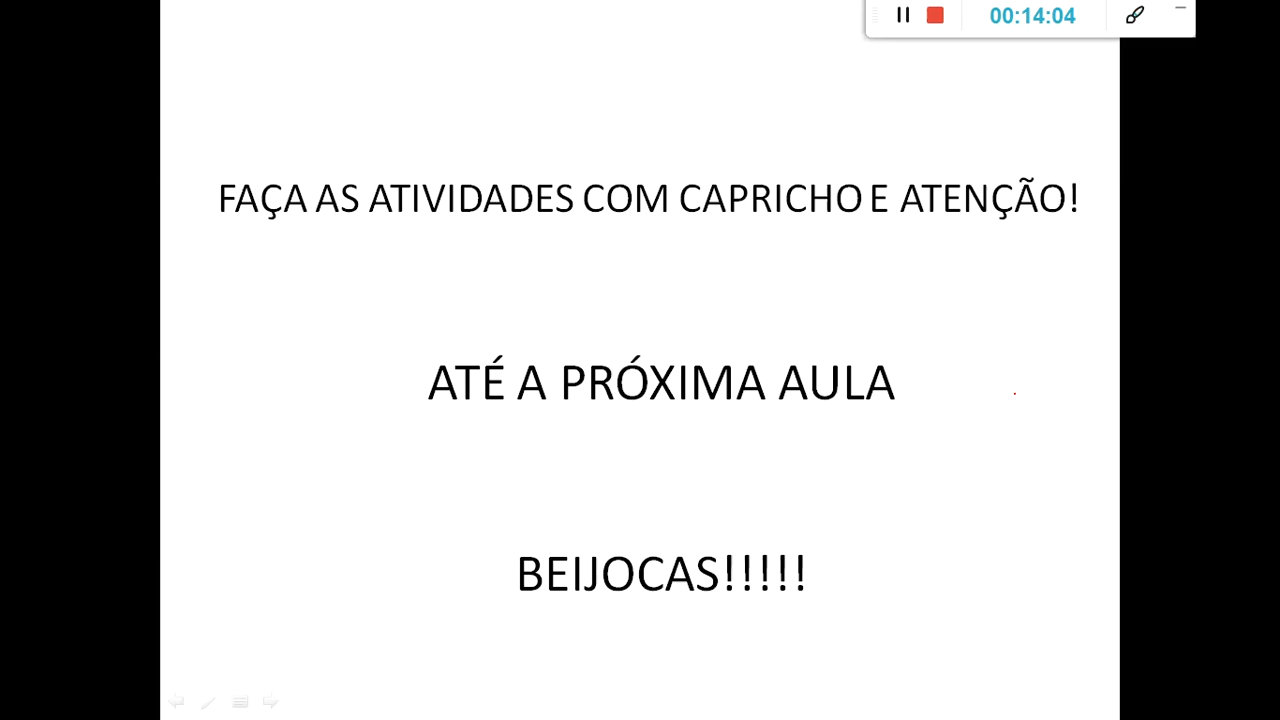 00:14:04
FAÇA AS ATIVIDADES COM CAPRICHO E ATENÇÃO!
ATÉ A PRÓXIMA AULA
BEIJOCAS!!!!!